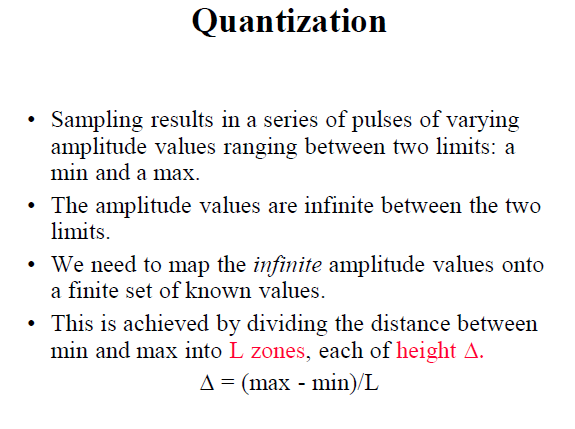 Quantization
• Sampling results in a series of pulses of varying
amplitude values ranging between two limits: a
min and a max.
• The amplitude values are infinite between the two
limits.
• We need to map the infinite amplitude values onto
a finite set of known values.
• This is achieved by dividing the distance between
min and max into L zones, each of height Δ.
Δ = (max - min)/L